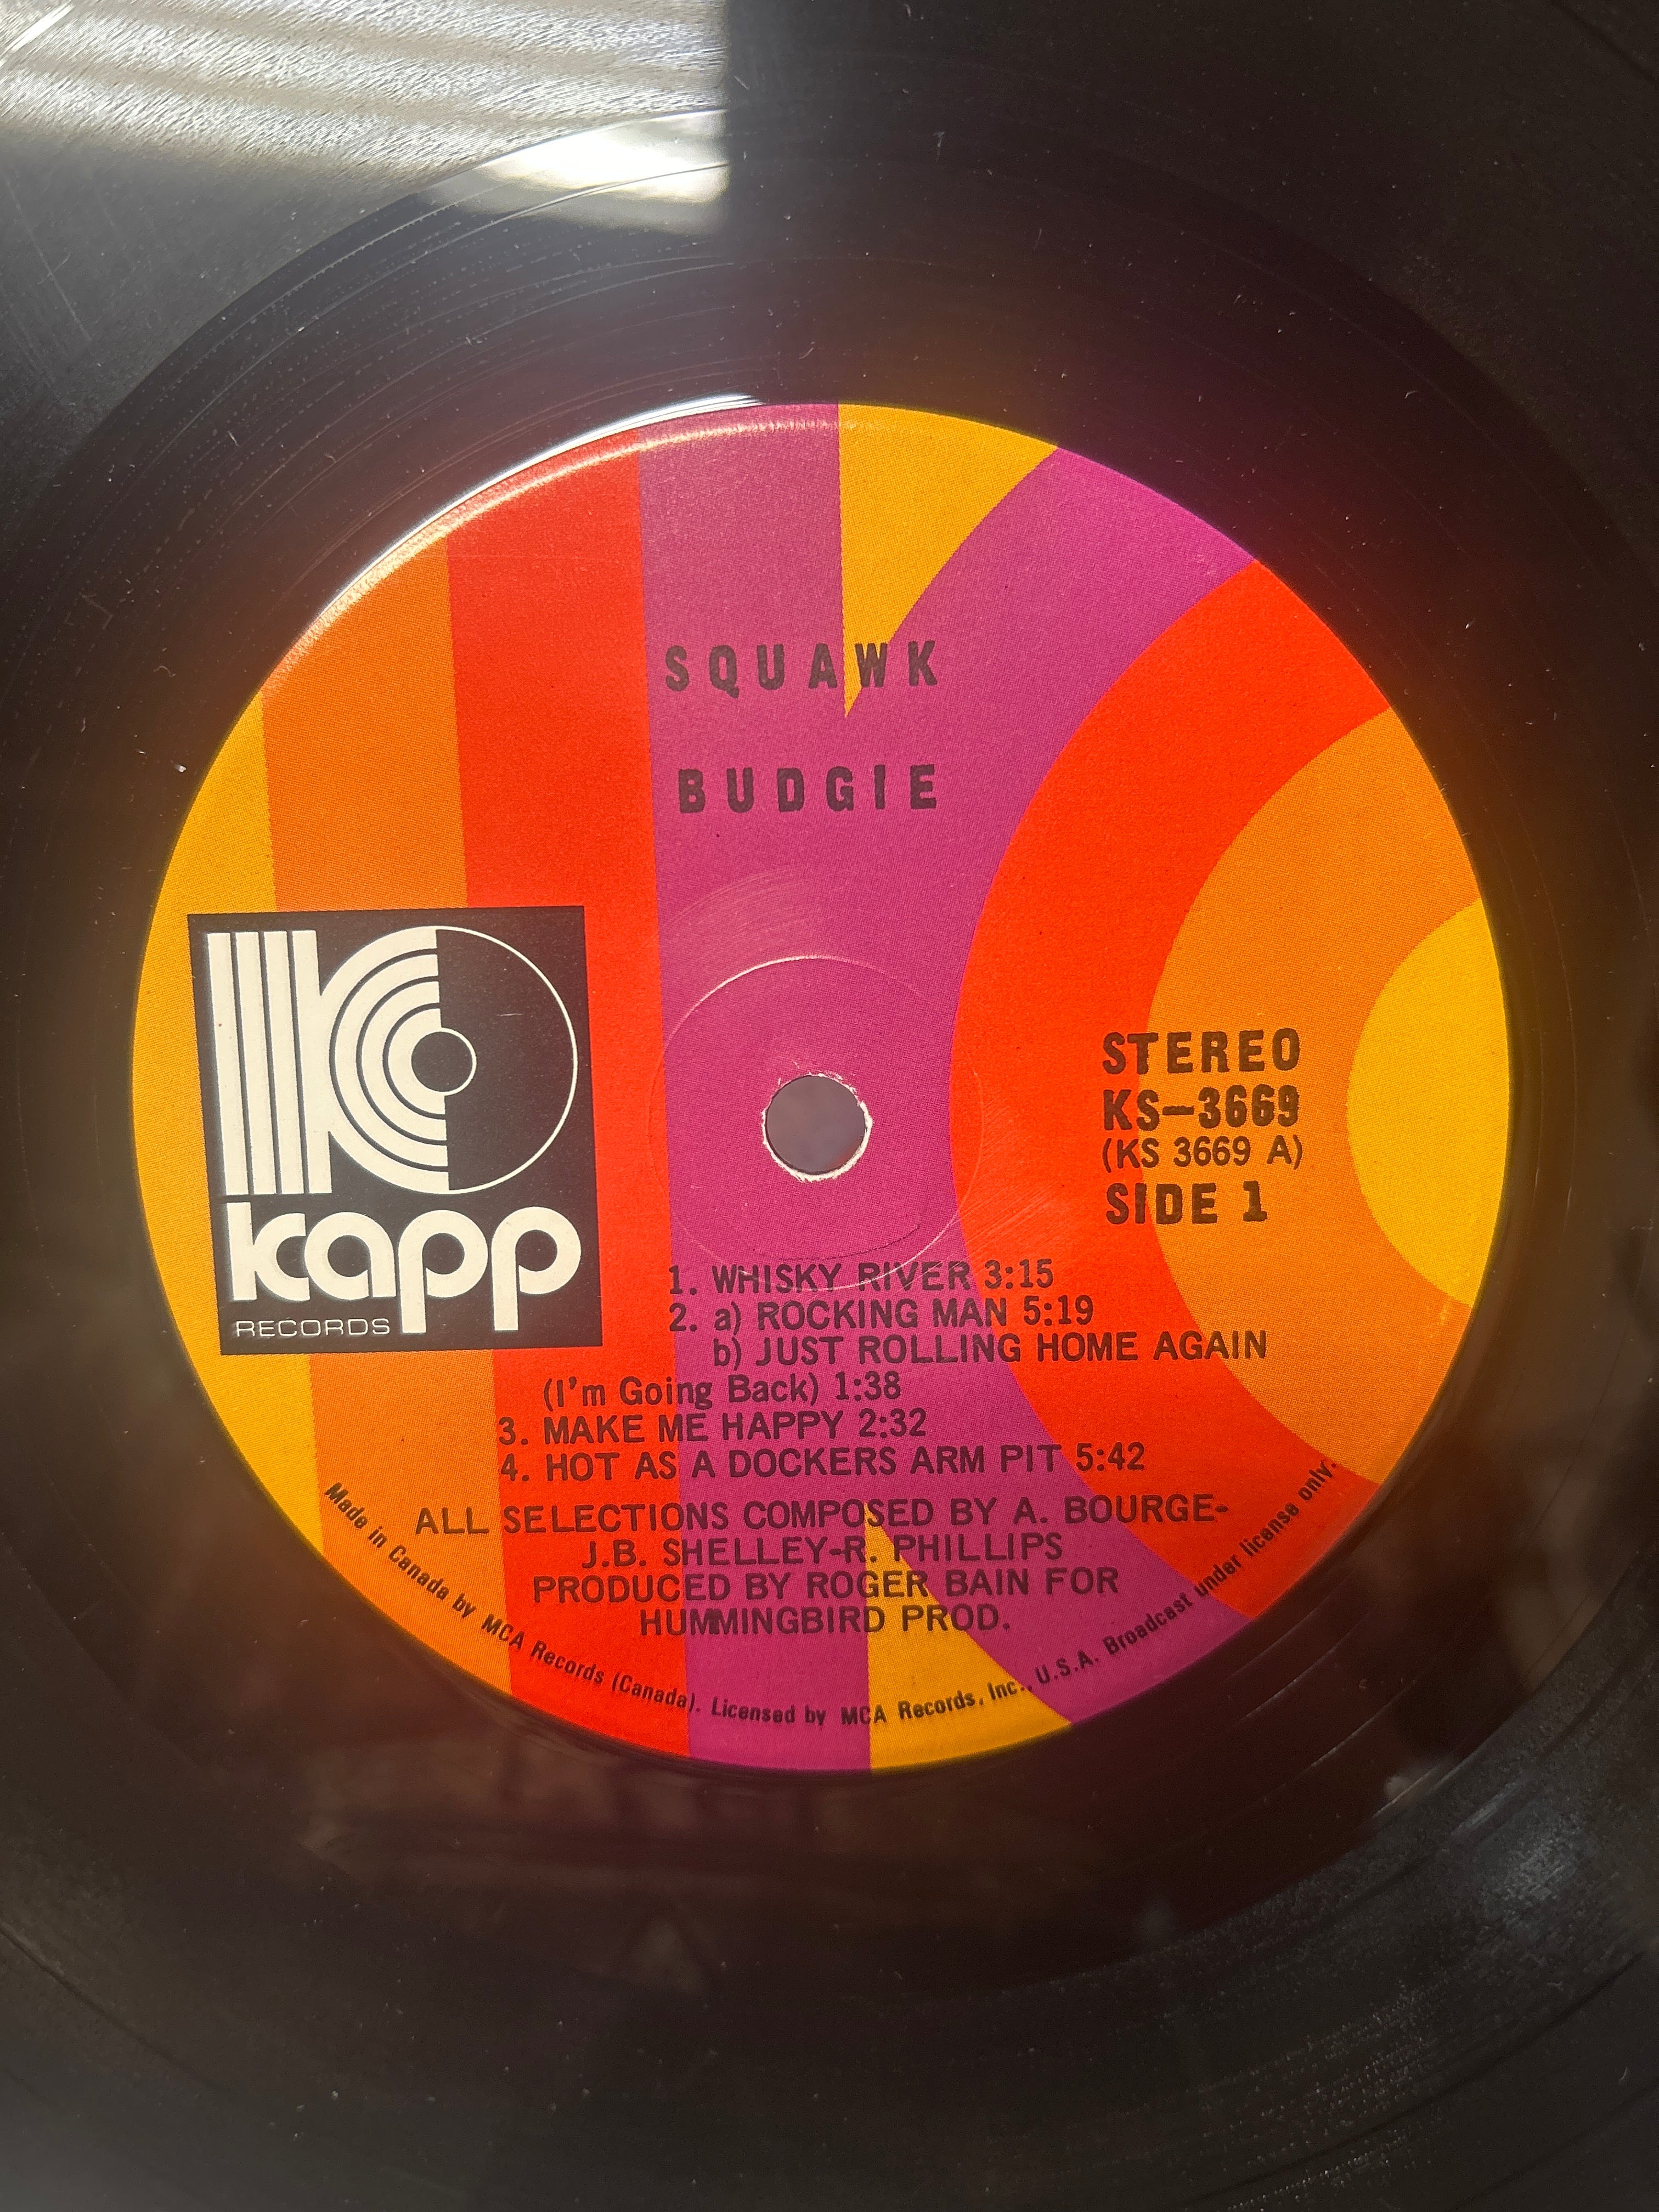 SQUAWK
BUDGIE
kapp
RECORDS
STEREO
KS-3669
(KS 3669 A)
SIDE 1
1. WHISKY RIVER 3:15
2. a) ROCKING MAN 5:19
b) JUST ROLLING HOME AGAIN
(I'm Going Back) 1:38
3. MAKE ME HAPPY 2:32
4. HOT AS A DOCKERS ARM PIT 5:42
ALL SELECTIONS COMPOSED BY A. BOURGE-
J.B. SHELLEY-R. PHILLIPS
PRODUCED BY ROGER BAIN FOR
HUMMINGBIRD PROD.
Made in Canada by MCA Records (Canada). Licensed by MCA Records, Inc., U.S.A. Broadcast under license only.